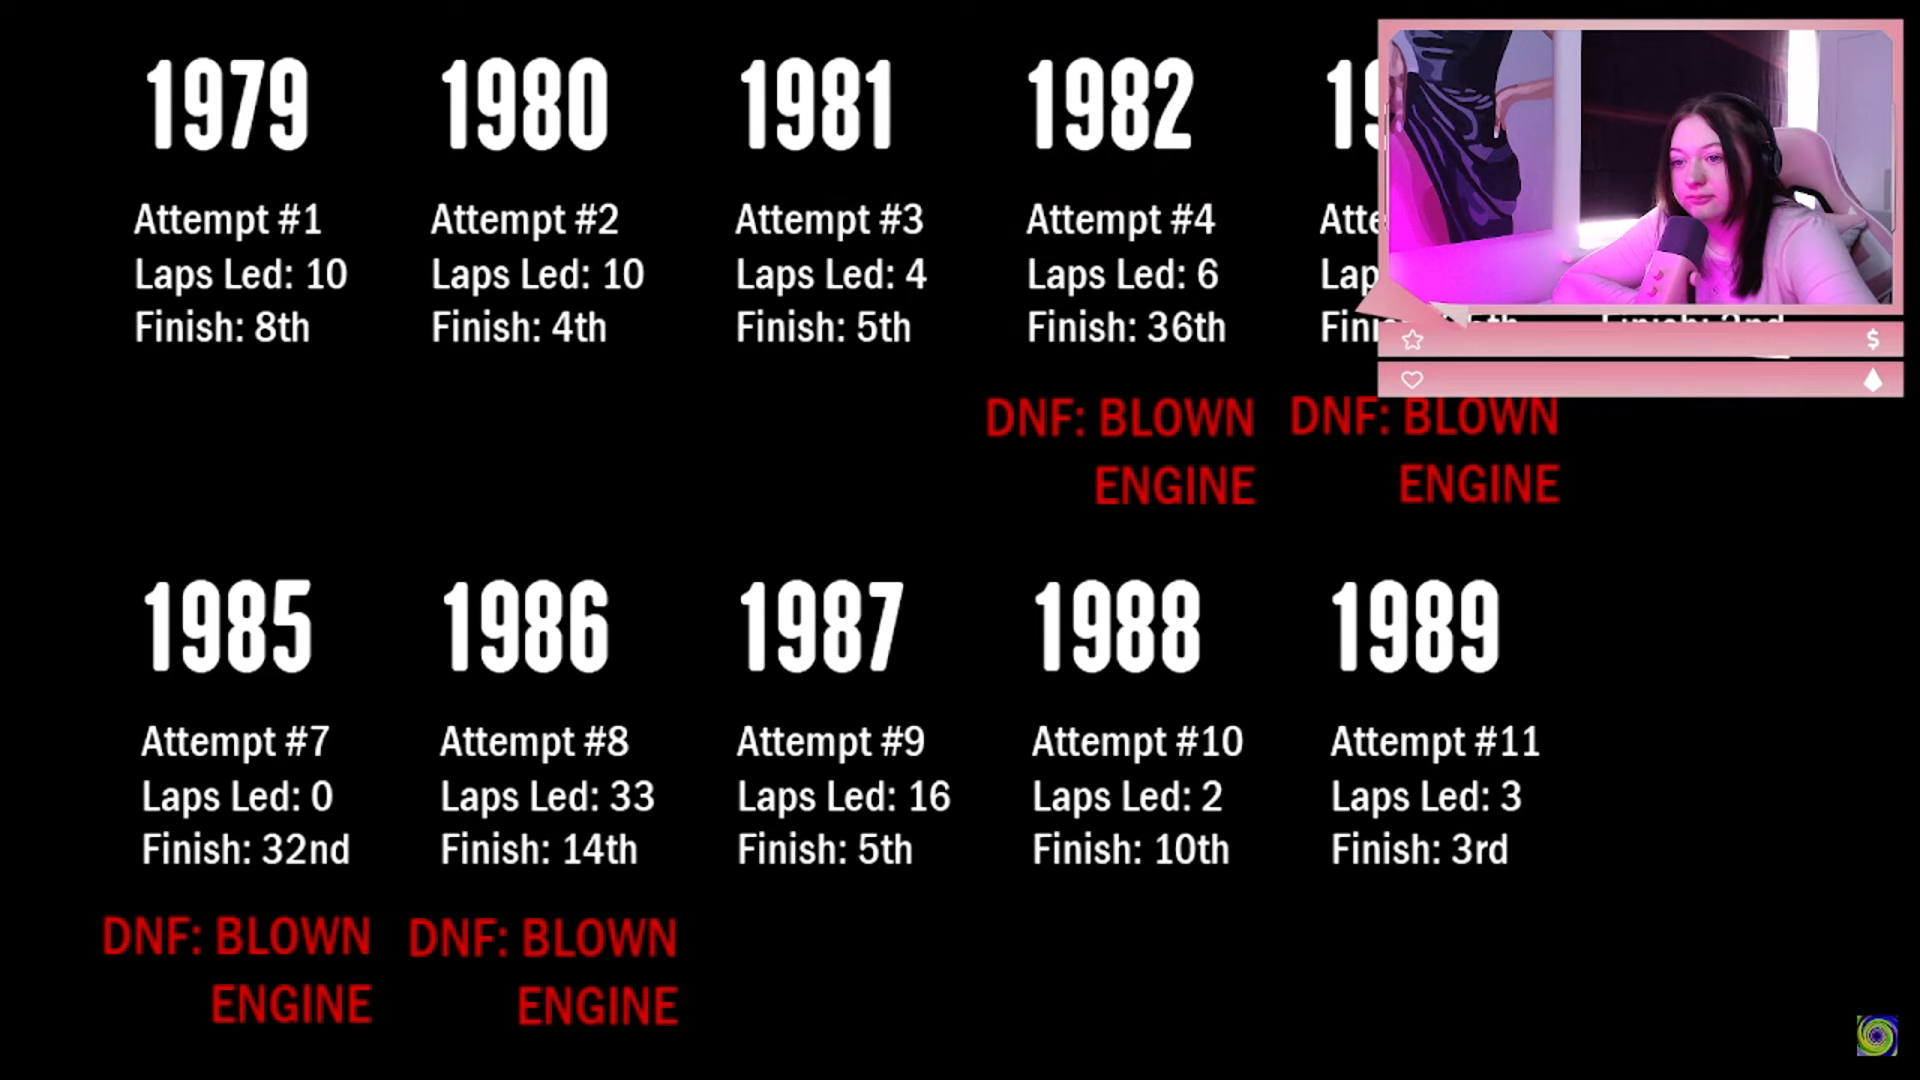 1979
Attempt #1
Laps Led: 10
Finish: 8th
1980
Attempt #2
Laps Led: 10
Finish: 4th
1981
Attempt #3
Laps Led: 4
Finish: 5th
1982
Attempt #4
Laps Led: 6
Finish: 36th
DNF: BLOWN
ENGINE
DNF: BLOWN
ENGINE
Finish: 2nd
1985
Attempt #7
Laps Led: 0
Finish: 32nd
DNF: BLOWN
ENGINE
1986
Attempt #8
Laps Led: 33
Finish: 14th
DNF: BLOWN
ENGINE
1987
Attempt #9
Laps Led: 16
Finish: 5th
1988
Attempt #10
Laps Led: 2
Finish: 10th
1989
Attempt #11
Laps Led: 3
Finish: 3rd
$